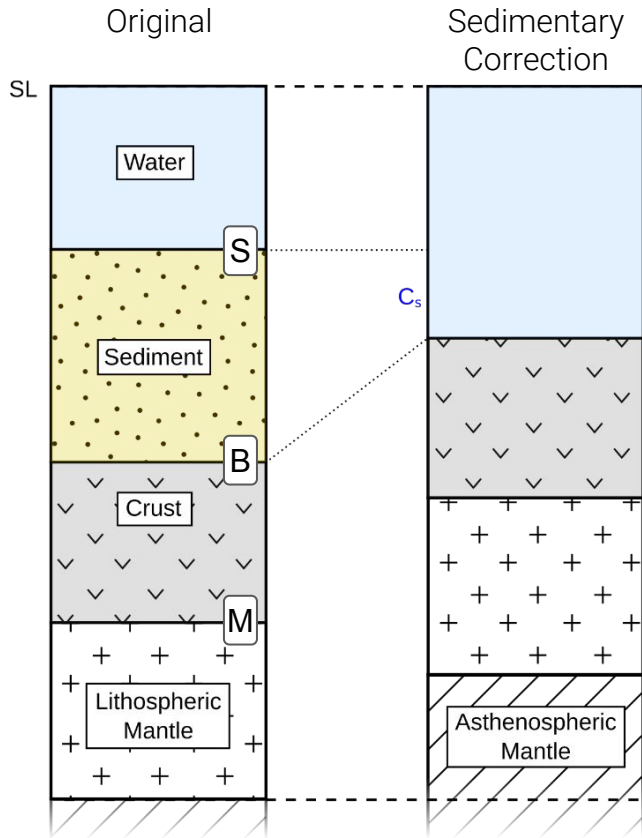 Original
Sedimentary
Correction
SL
Water
S
Cs
Sediment
B
Crust
M
Lithospheric
Mantle
Asthenospheric
Mantle